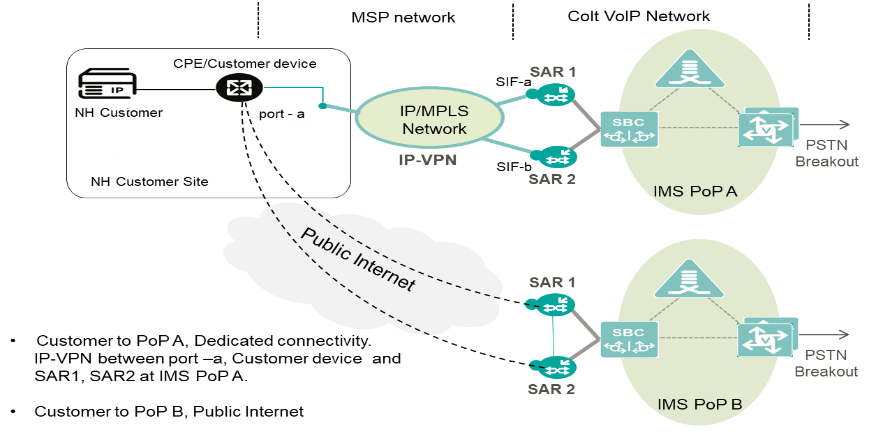 MSP network
Colt VoIP Network
CPE/Customer device
IP
NH Customer
port - a
NH Customer Site
IP/MPLS
Network
IP-VPN
SIF-a
SIF-b
SAR 1
SAR 2
SBC
IMS PoP A
PSTN
Breakout
Public Internet
SAR 1
SAR 2
SBC
IMS PoP B
PSTN
Breakout
• Customer to PoP A, Dedicated connectivity.
IP-VPN between port –a, Customer device and
SAR1, SAR2 at IMS PoP A.
• Customer to PoP B, Public Internet